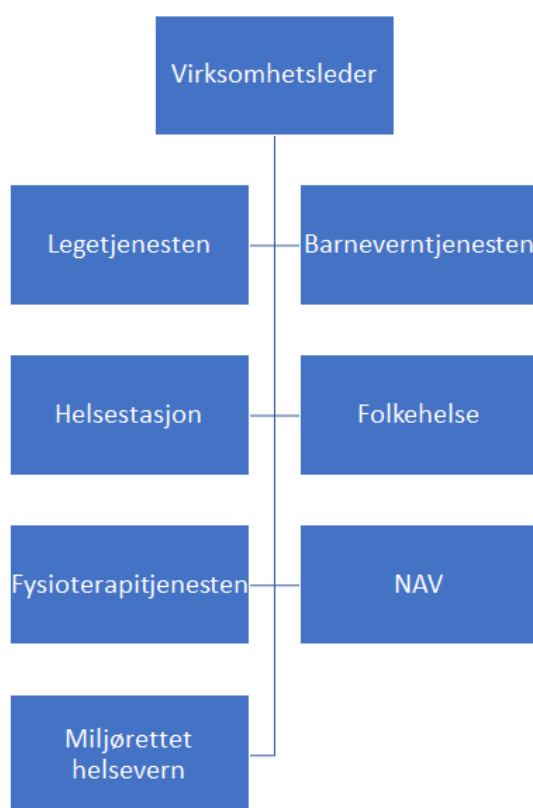 Virksomhetsleder
Legetjenesten
Barneverntjenesten
Helsestasjon
Folkehelse
Fysioterapitjenesten
NAV
Miljørettet
helsevern